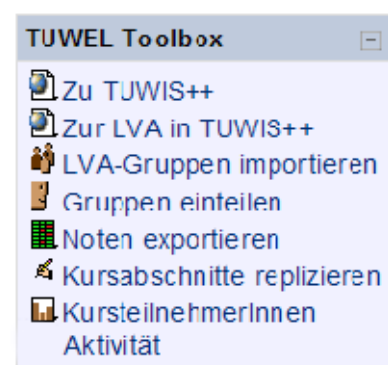 TUWEL Toolbox
Zu TUWIS++
Zur LVA in TUWIS++
LVA-Gruppen importieren
Gruppen einteilen
Noten exportieren
Kursabschnitte replizieren
KursteilnehmerInnen
Aktivität